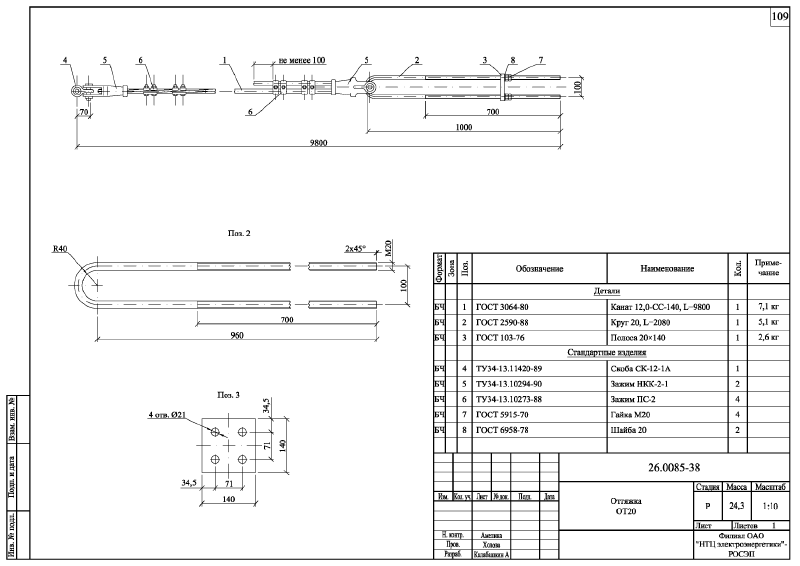 109
4
5
6
1
не менее 100
5
2
3
8
7
6
70
100
700
1000
9800
Поз. 2
R40
2х45°
М20
100
700
960
Поз. 3
4 отв. Ø21
34,5
71
140
34,5
71
140
Формат
Зона
Поз.
Обозначение
Наименование
Кол.
Приме-
чание
Детали
БЧ 1 ГОСТ 3064-80 Канат 12,0-СС-140, L=9800 1 7,1 кг
БЧ 2 ГОСТ 2590-88 Круг 20, L=2080 1 5,1 кг
БЧ 3 ГОСТ 103-76 Полоса 20×140 1 2,6 кг
Стандартные изделия
БЧ 4 ТУ34-13.11420-89 Скоба СК-12-1А 1
БЧ 5 ТУ34-13.10294-90 Зажим НКК-2-1 2
БЧ 6 ТУ34-13.10273-88 Зажим ПС-2 4
БЧ 7 ГОСТ 5915-70 Гайка М20 4
БЧ 8 ГОСТ 6958-78 Шайба 20 2
26.0085-38
Изм. Кол. уч. Лист № док. Подп. Дата
Оттяжка
ОТ20
Стадия Масса Масштаб
Р 24,3 1:10
Лист Листов 1
Н. контр. Амелина
Пров. Холова
Разраб. Калабашкин А
Филиал ОАО
"НТЦ электроэнергетики"-
РОСЭП
Взам. инв. №
Подп. и дата
Инв. № подл.